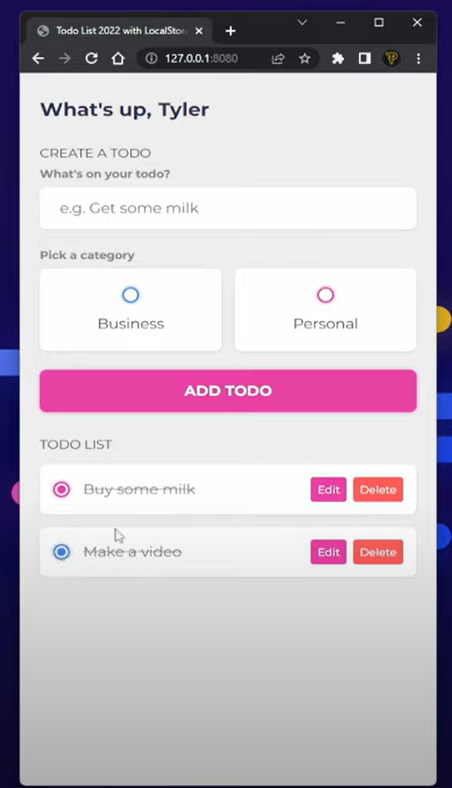 Todo List 2022 with LocalStor
127.0.0.1:8080
What's up, Tyler
CREATE A TODO
What's on your todo?
e.g. Get some milk
Pick a category
Business Personal
ADD TODO
TODO LIST
Buy some milk Edit Delete
Make a video Edit Delete